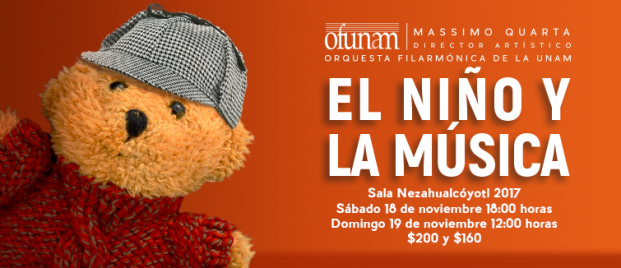 ofunam
MASSIMO QUARTA
DIRECTOR ARTÍSTICO
ORQUESTA FILARMÓNICA DE LA UNAM
EL NIÑO Y
LA MÚSICA
Sala Nezahualcóyotl 2017
Sábado 18 de noviembre 18:00 horas
Domingo 19 de noviembre 12:00 horas
$200 y $160